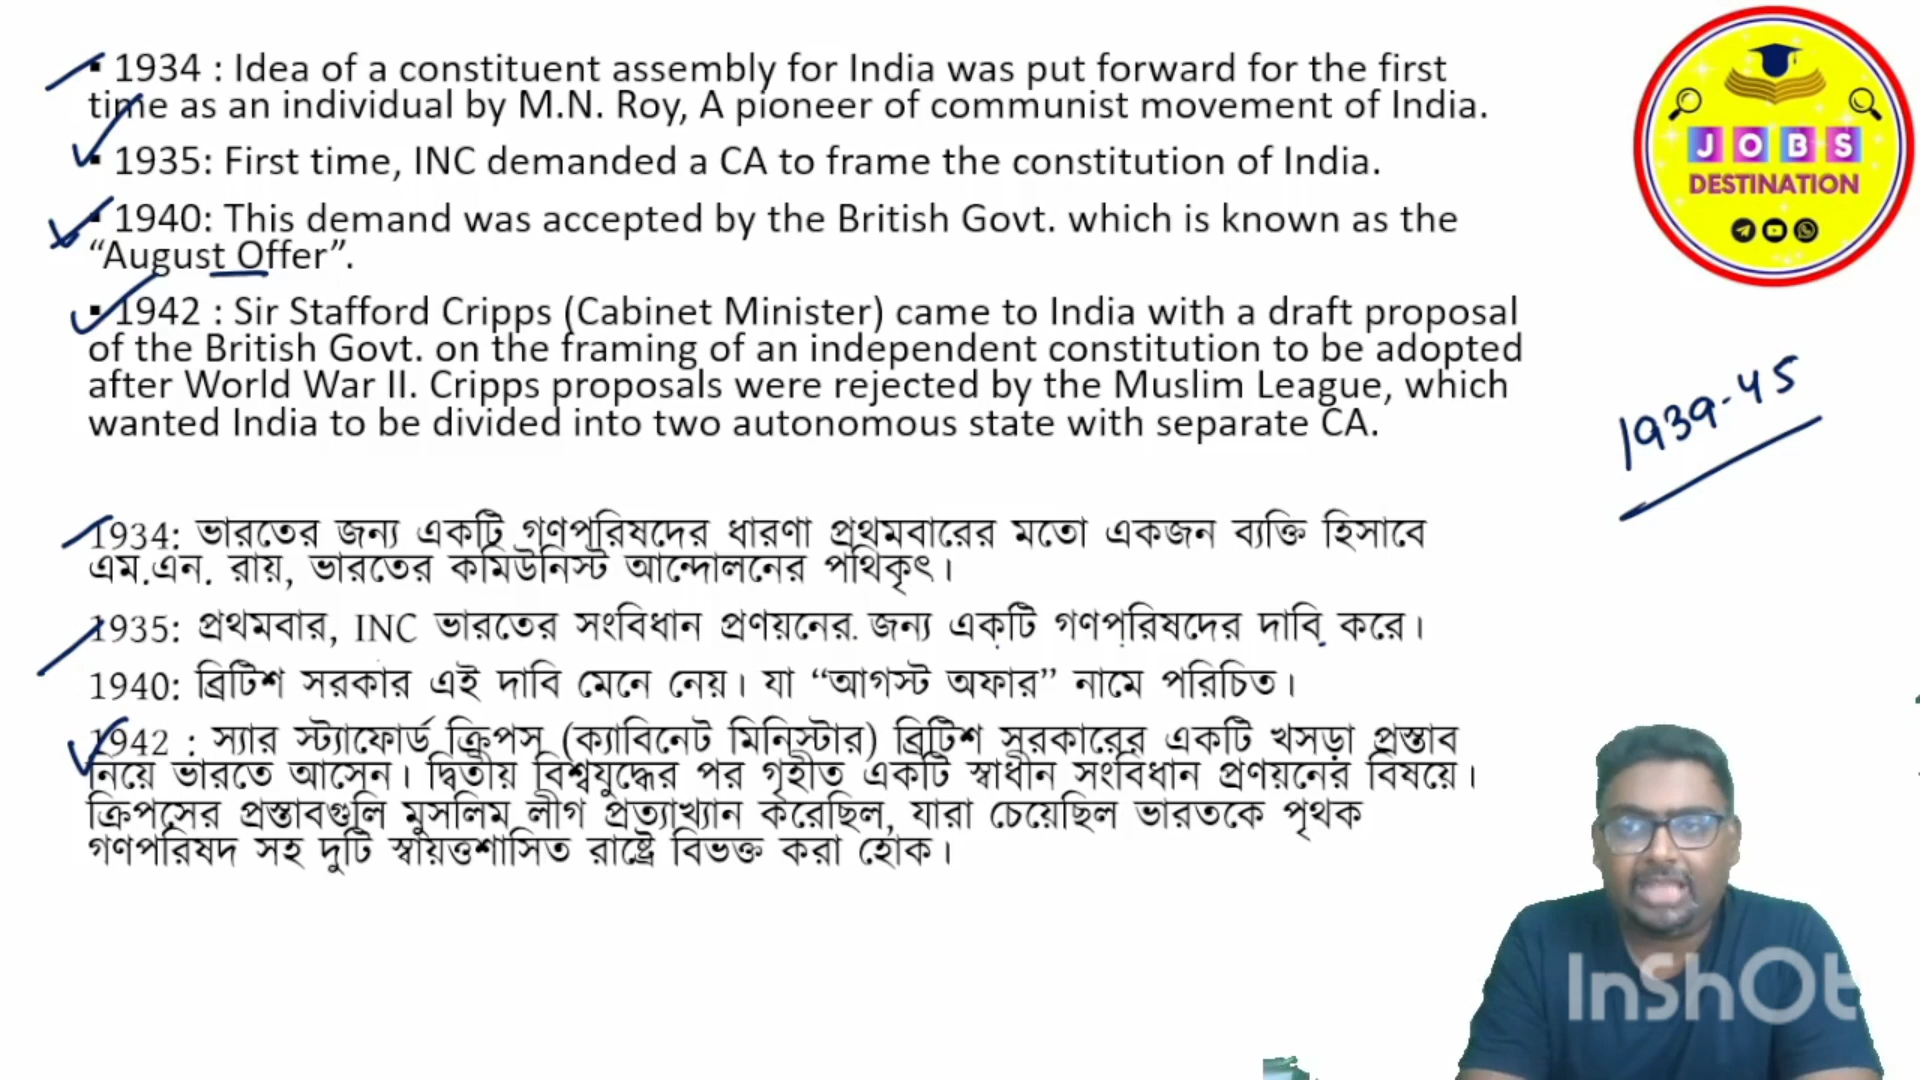 ▪ 1934 : Idea of a constituent assembly for India was put forward for the first
time as an individual by M.N. Roy, A pioneer of communist movement of India.
▪ 1935: First time, INC demanded a CA to frame the constitution of India.
▪ 1940: This demand was accepted by the British Govt. which is known as the
“August Offer”.
▪ 1942 : Sir Stafford Cripps (Cabinet Minister) came to India with a draft proposal
of the British Govt. on the framing of an independent constitution to be adopted
after World War II. Cripps proposals were rejected by the Muslim League, which
wanted India to be divided into two autonomous state with separate CA.
1934: ভারতের জন্য একটি গণপরিষদের ধারণা প্রথমবারের মতো একজন ব্যক্তি হিসাবে
এম.এন. রায়, ভারতের কমিউনিস্ট আন্দোলনের পথিকৃৎ।
1935: প্রথমবার, INC ভারতের সংবিধান প্রণয়নের জন্য একটি গণপরিষদের দাবি করে।
1940: ব্রিটিশ সরকার এই দাবি মেনে নেয়। যা “আগস্ট অফার” নামে পরিচিত।
1942 : স্যার স্ট্যাফোর্ড ক্রিপস (ক্যাবিনেট মিনিস্টার) ব্রিটিশ সরকারের একটি খসড়া প্রস্তাব
নিয়ে ভারতে আসেন। দ্বিতীয় বিশ্বযুদ্ধের পর গৃহীত একটি স্বাধীন সংবিধান প্রণয়নের বিষয়ে।
ক্রিপসের প্রস্তাবগুলি মুসলিম লীগ প্রত্যাখ্যান করেছিল, যারা চেয়েছিল ভারতকে পৃথক
গণপরিষদ সহ দুটি স্বায়ত্তশাসিত রাষ্ট্রে বিভক্ত করা হোক।
JOBS
DESTINATION
1939-45
InShOt